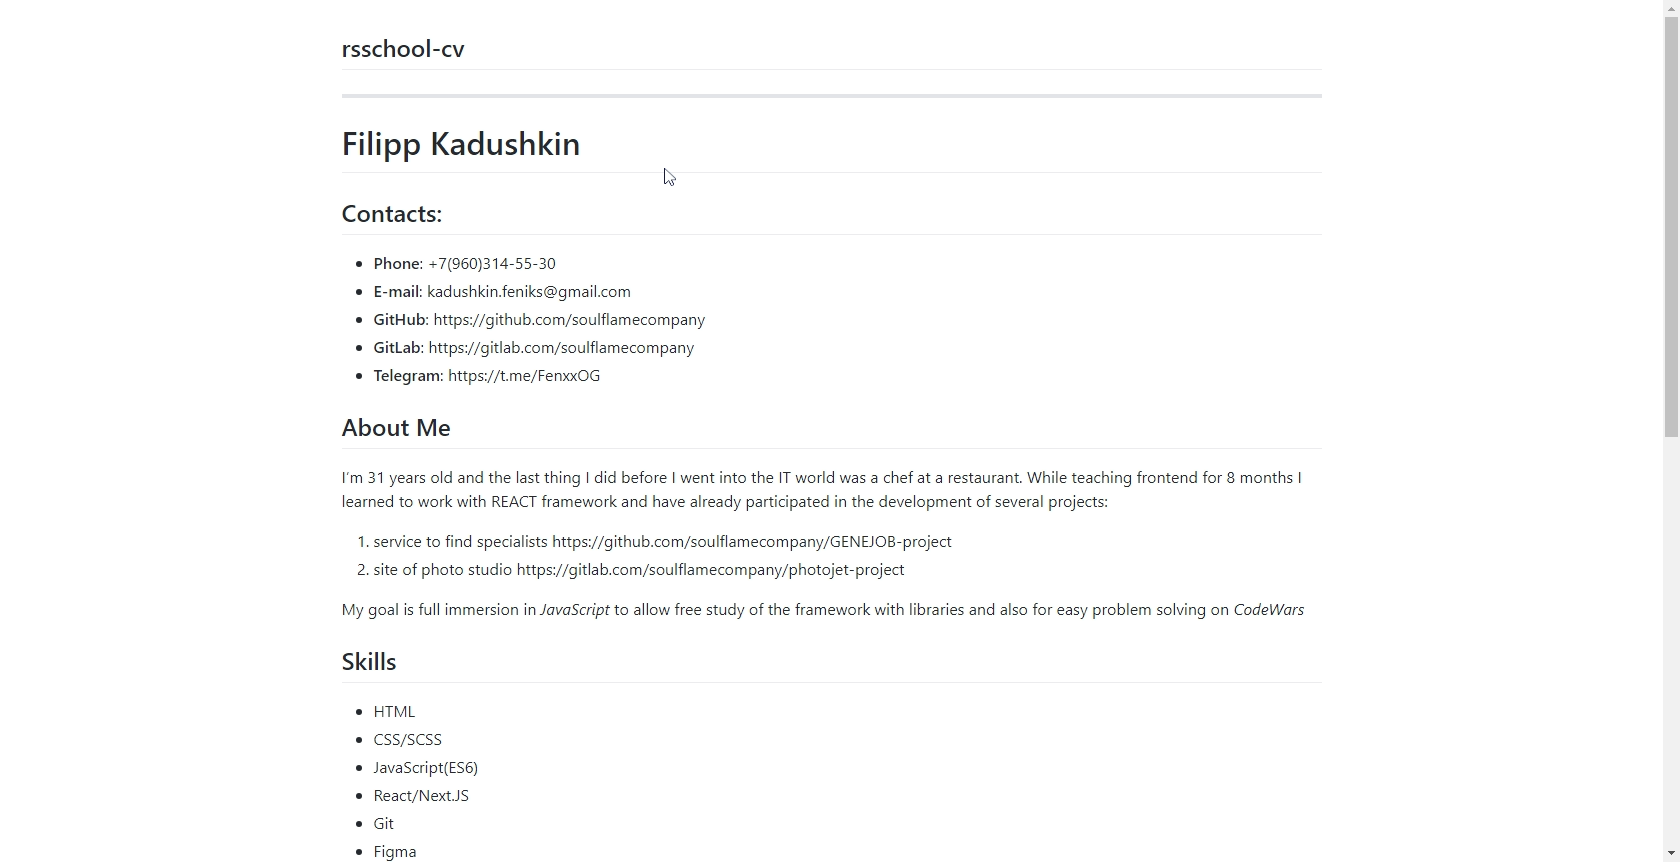 rsschool-cv
Filipp Kadushkin
Contacts:
• Phone: +7(960)314-55-30
• E-mail: kadushkin.feniks@gmail.com
• GitHub: https://github.com/soulflamecompany
• GitLab: https://gitlab.com/soulflamecompany
• Telegram: https://t.me/FenxxOG
About Me
I'm 31 years old and the last thing I did before I went into the IT world was a chef at a restaurant. While teaching frontend for 8 months I
learned to work with REACT framework and have already participated in the development of several projects:
1. service to find specialists https://github.com/soulflamecompany/GENEJOB-project
2. site of photo studio https://gitlab.com/soulflamecompany/photojet-project
My goal is full immersion in JavaScript to allow free study of the framework with libraries and also for easy problem solving on CodeWars
Skills
• HTML
• CSS/SCSS
• JavaScript(ES6)
• React/Next.JS
• Git
• Figma